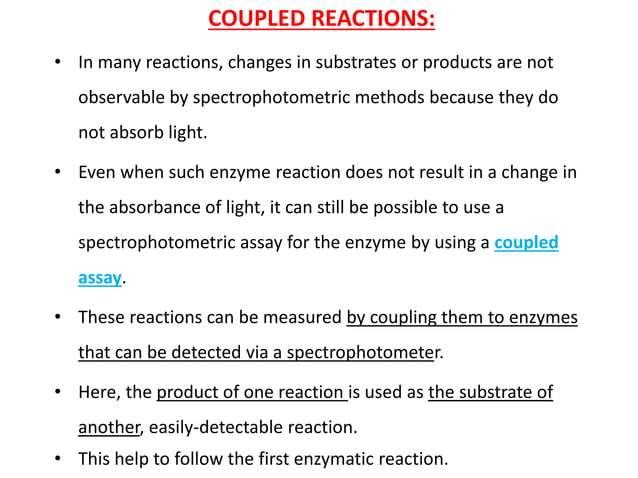 COUPLED REACTIONS:
• In many reactions, changes in substrates or products are not
observable by spectrophotometric methods because they do
not absorb light.
• Even when such enzyme reaction does not result in a change in
the absorbance of light, it can still be possible to use a
spectrophotometric assay for the enzyme by using a coupled
assay.
• These reactions can be measured by coupling them to enzymes
that can be detected via a spectrophotometer.
• Here, the product of one reaction is used as the substrate of
another, easily-detectable reaction.
• This help to follow the first enzymatic reaction.